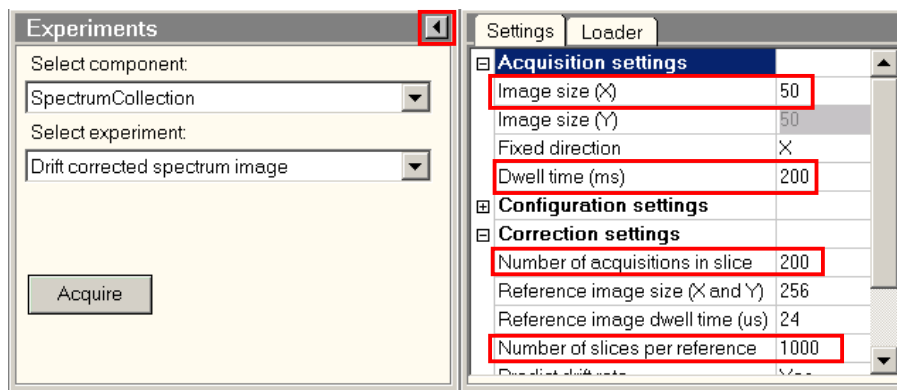 Experiments
Select component:
SpectrumCollection
Select experiment:
Drift corrected spectrum image
Acquire
Settings Loader
Acquisition settings
Image size (X) 50
Image size (Y) 50
Fixed direction X
Dwell time (ms) 200
Configuration settings
Correction settings
Number of acquisitions in slice 200
Reference image size (X and Y) 256
Reference image dwell time (us) 24
Number of slices per reference 1000